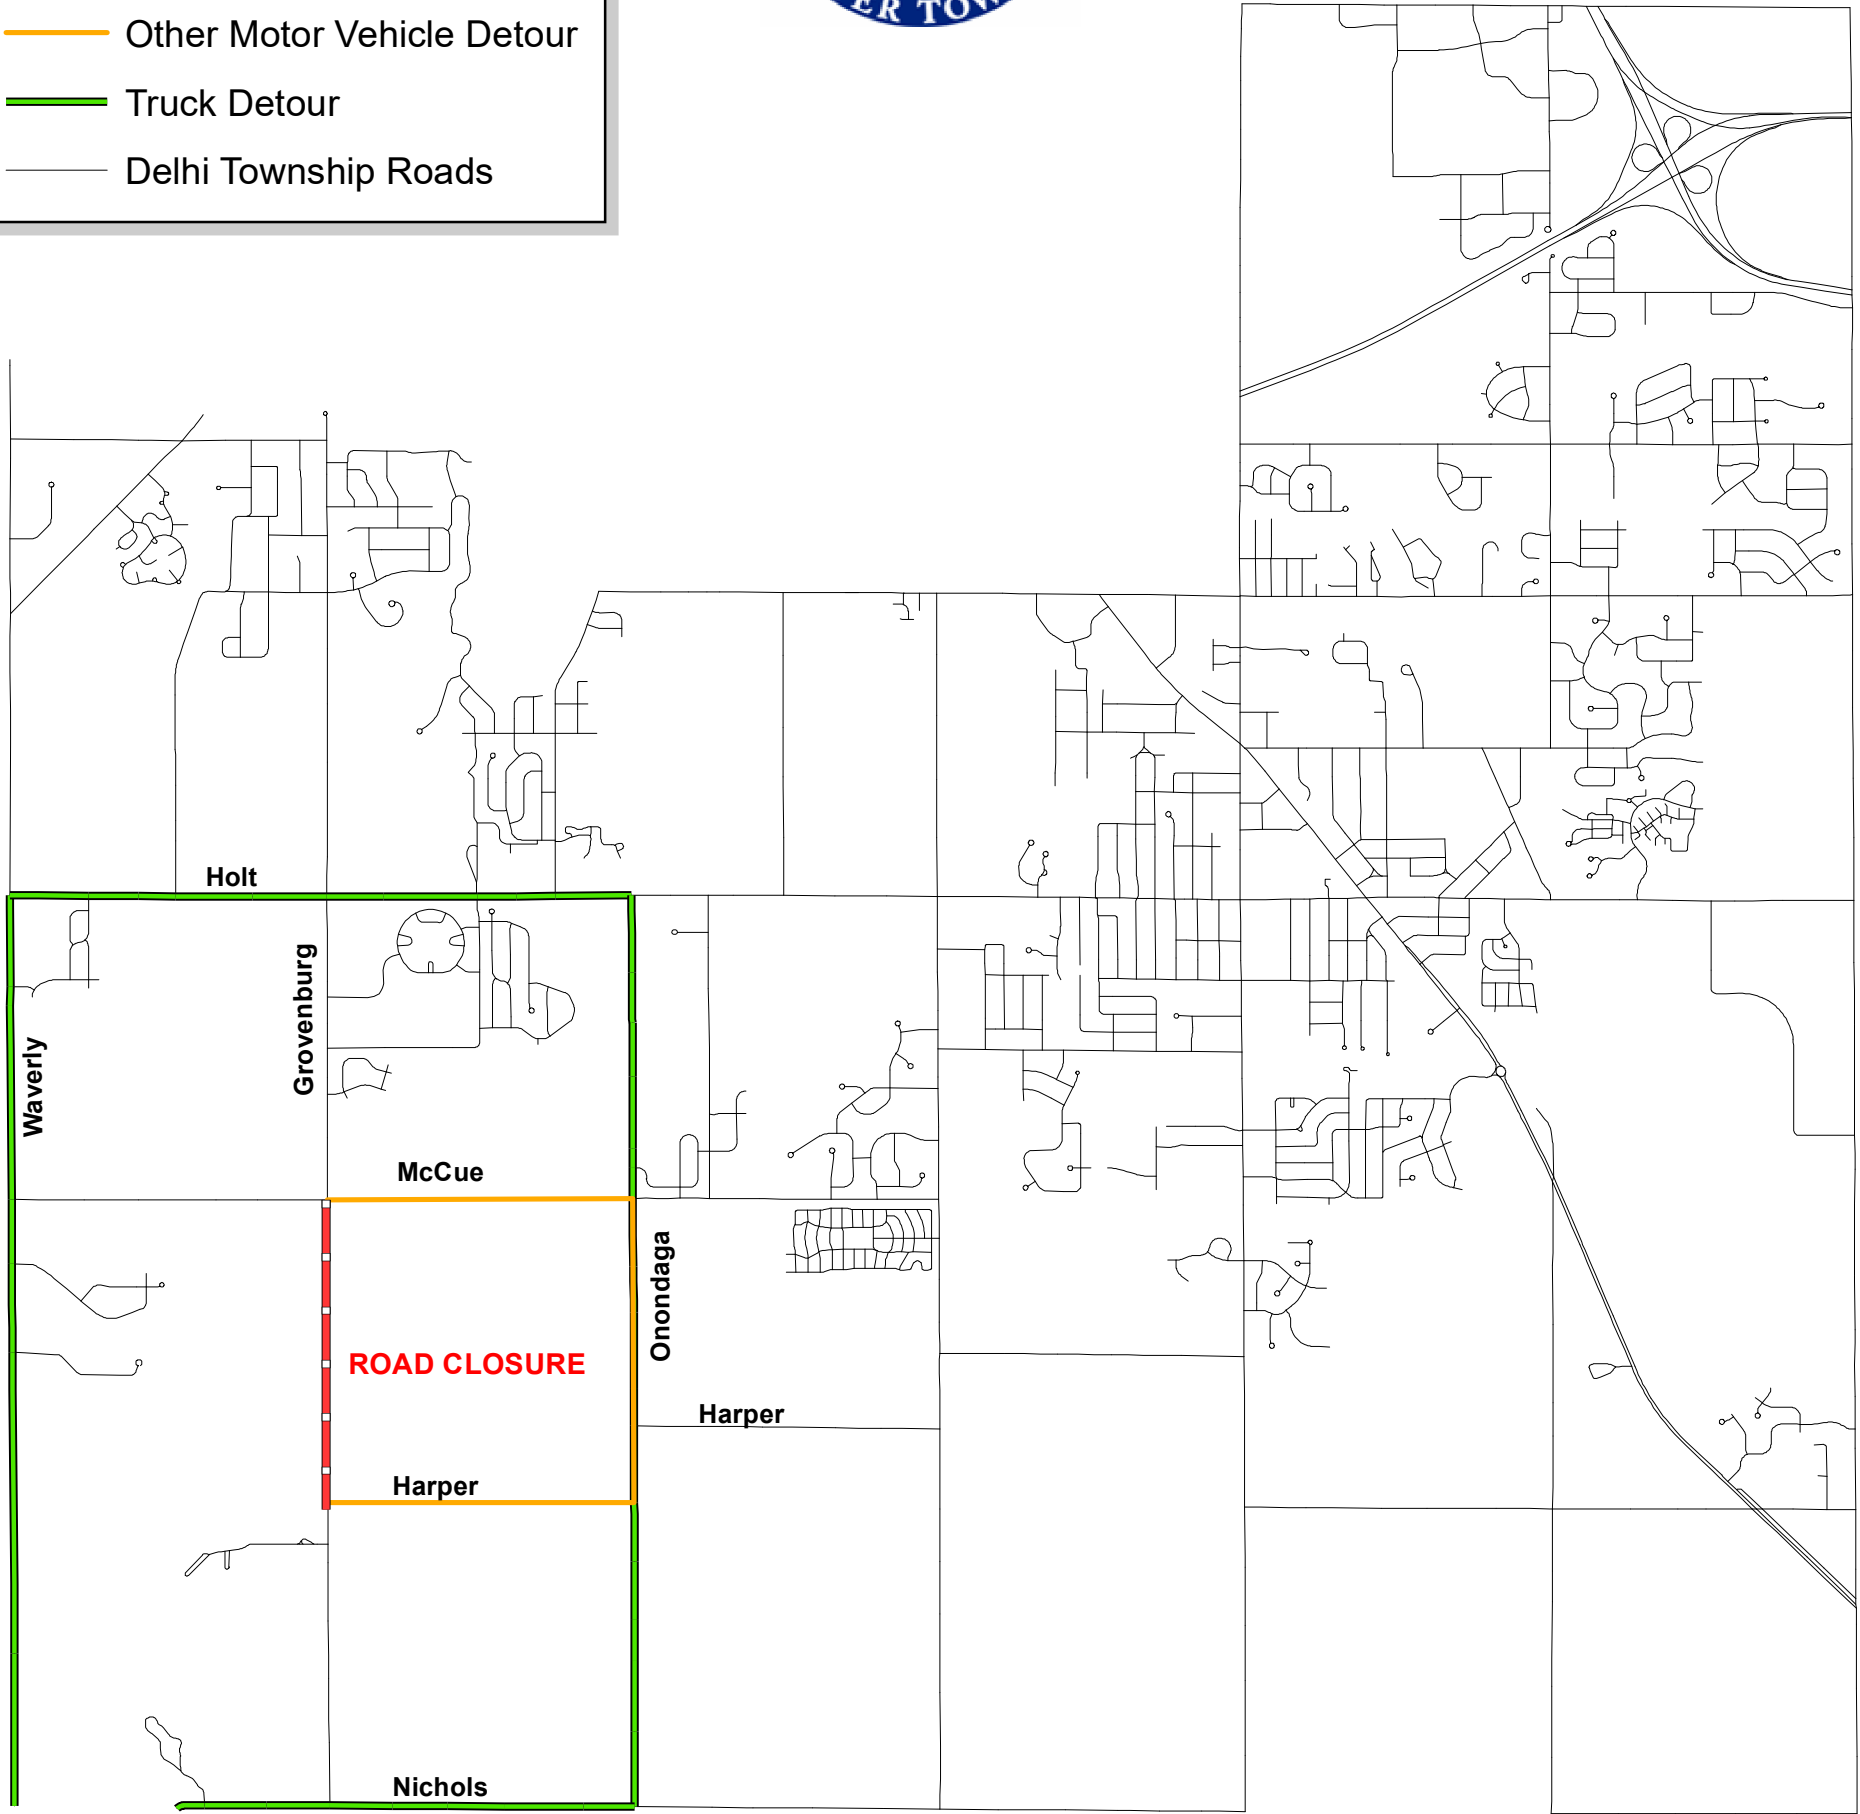 Other Motor Vehicle Detour
Truck Detour
Delhi Township Roads
Holt
Grovenburg
Waverly
McCue
Onondaga
ROAD CLOSURE
Harper
Harper
Nichols